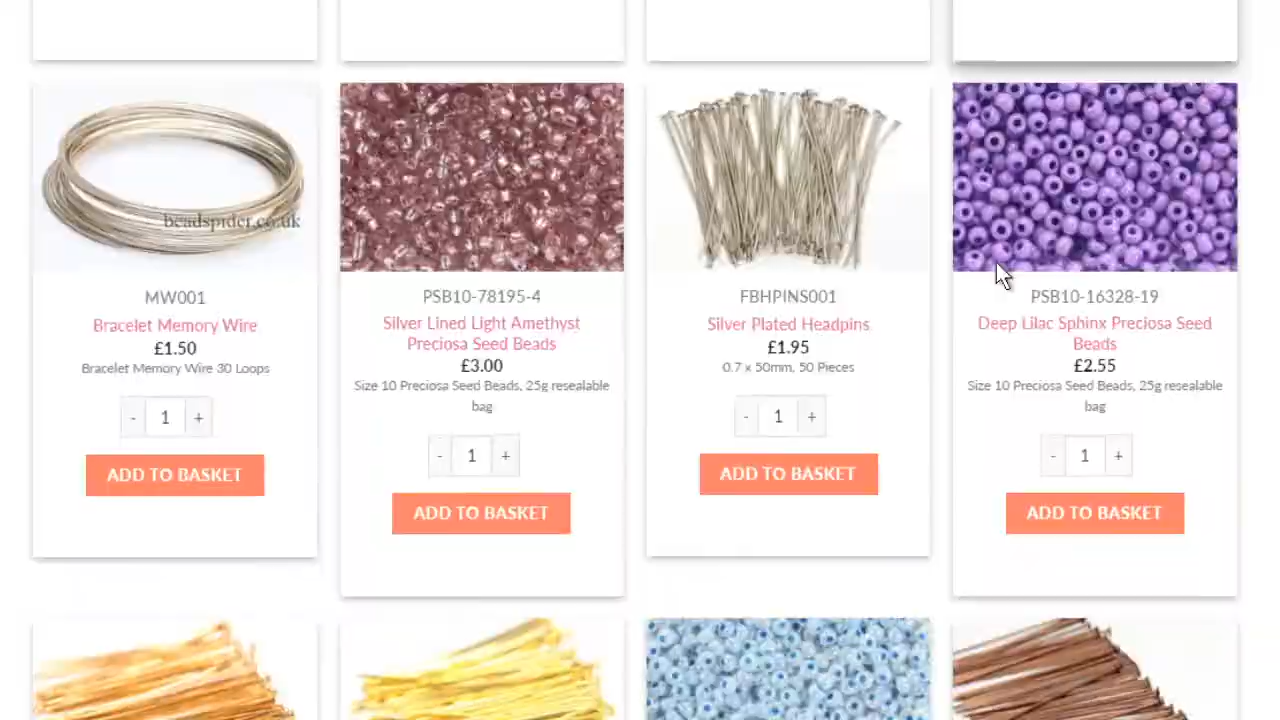 beadspider.co.uk
MW001
Bracelet Memory Wire
£1.50
Bracelet Memory Wire 30 Loops
- 1 +
ADD TO BASKET
PSB10-78195-4
Silver Lined Light Amethyst
Preciosa Seed Beads
£3.00
Size 10 Preciosa Seed Beads, 25g resealable
bag
- 1 +
ADD TO BASKET
FBHPINS001
Silver Plated Headpins
£1.95
0.7 x 50mm, 50 Pieces
- 1 +
ADD TO BASKET
PSB10-16328-19
Deep Lilac Sphinx Preciosa Seed
Beads
£2.55
Size 10 Preciosa Seed Beads, 25g resealable
bag
- 1 +
ADD TO BASKET